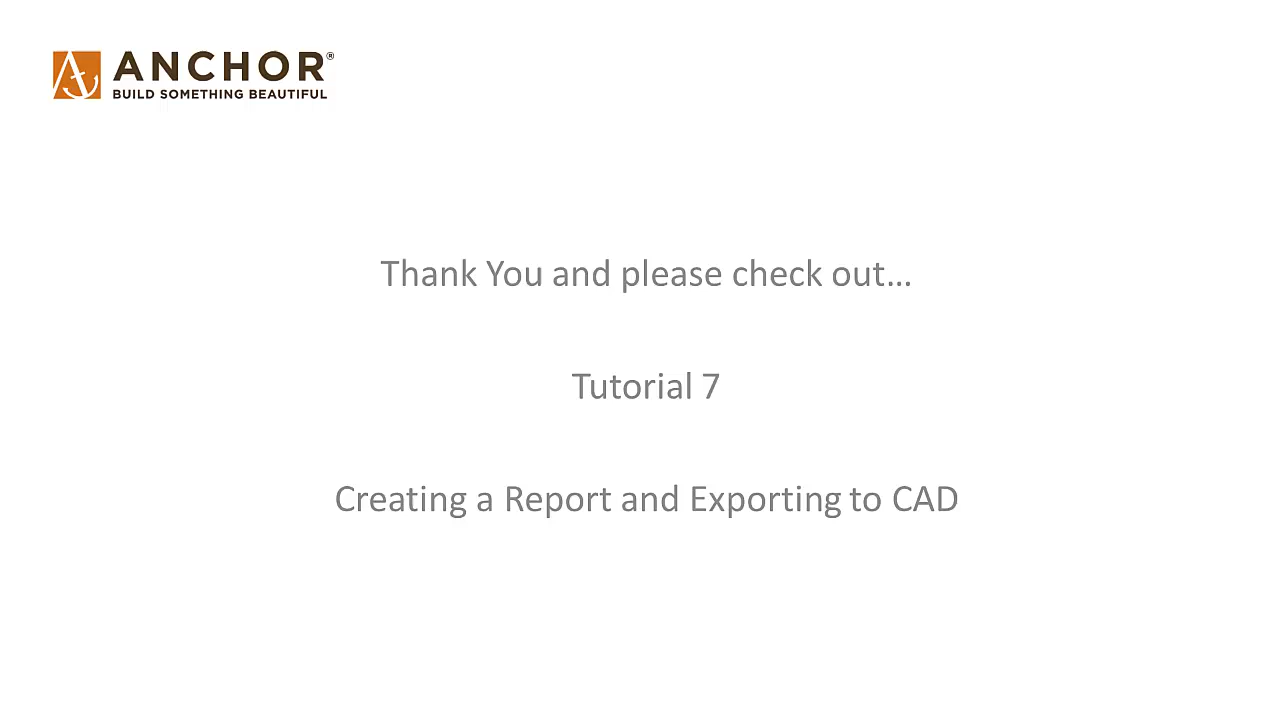 ANCHOR®
BUILD SOMETHING BEAUTIFUL
Thank You and please check out…
Tutorial 7
Creating a Report and Exporting to CAD